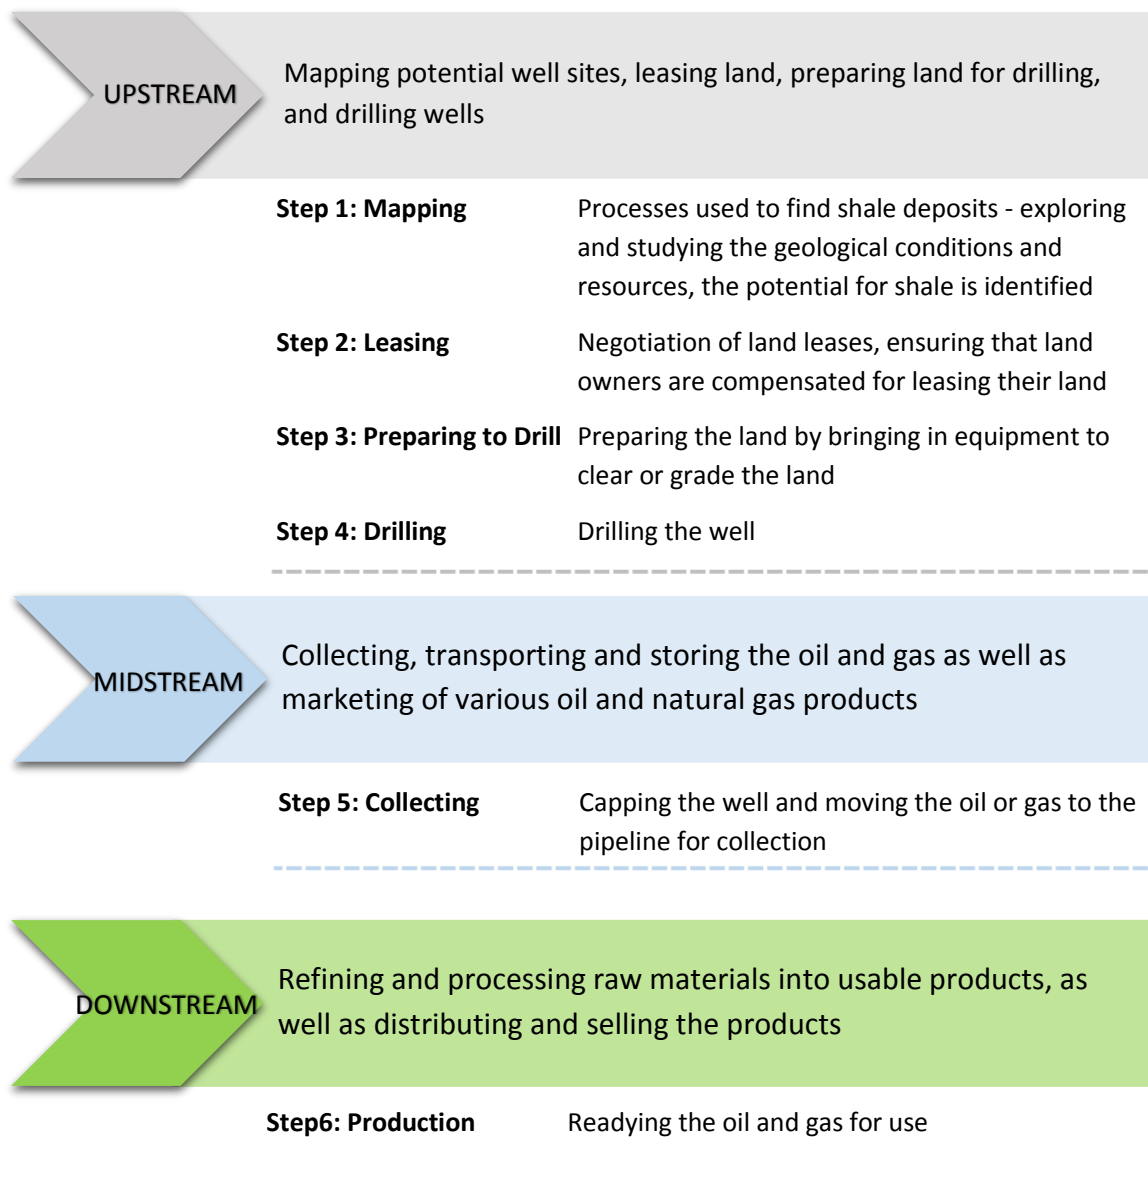 UPSTREAM
Mapping potential well sites, leasing land, preparing land for drilling,
and drilling wells
Step 1: Mapping
Processes used to find shale deposits - exploring
and studying the geological conditions and
resources, the potential for shale is identified
Step 2: Leasing
Negotiation of land leases, ensuring that land
owners are compensated for leasing their land
Step 3: Preparing to Drill
Preparing the land by bringing in equipment to
clear or grade the land
Step 4: Drilling
Drilling the well
MIDSTREAM
Collecting, transporting and storing the oil and gas as well as
marketing of various oil and natural gas products
Step 5: Collecting
Capping the well and moving the oil or gas to the
pipeline for collection
DOWNSTREAM
Refining and processing raw materials into usable products, as
well as distributing and selling the products
Step6: Production
Readying the oil and gas for use